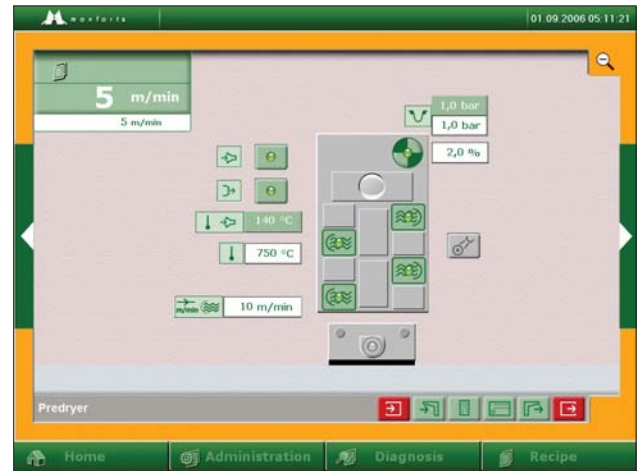 monforts
01.09.2006 05:11:21
5 m/min
5 m/min
1,0 bar
1,0 bar
2,0 %
140 °C
750 °C
m/min
10 m/min
Predryer
Home
Administration
Diagnosis
Recipe